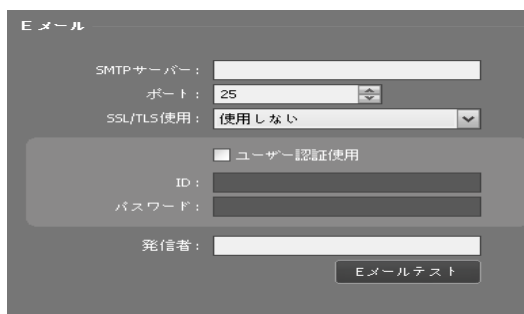 Eメール
SMTPサーバー：
ポート： 25
SSL/TLS使用： 使用しない
ユーザー認証使用
ID：
パスワード：
発信者：
Eメールテスト